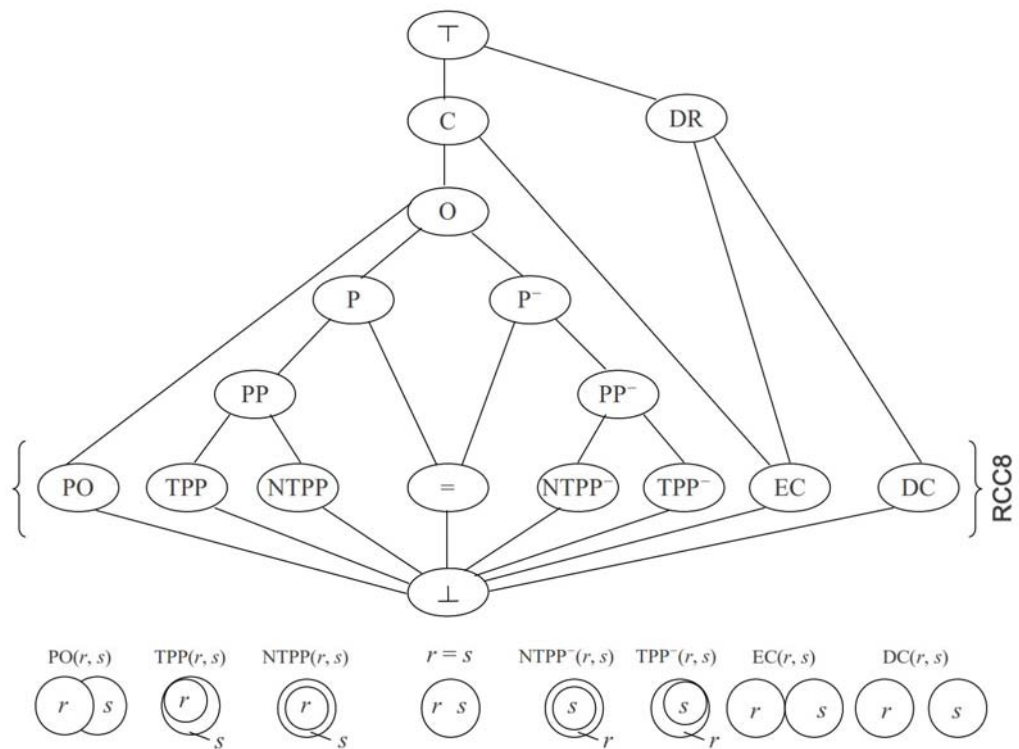 ⊤
C
DR
O
P
P⁻
PP
PP⁻
PO TPP NTPP = NTPP⁻ TPP⁻ EC DC
RCC8
⊥
PO(r, s) TPP(r, s) NTPP(r, s) r = s NTPP⁻(r, s) TPP⁻(r, s) EC(r, s) DC(r, s)
r s r r r s s s r s r s
s s r r